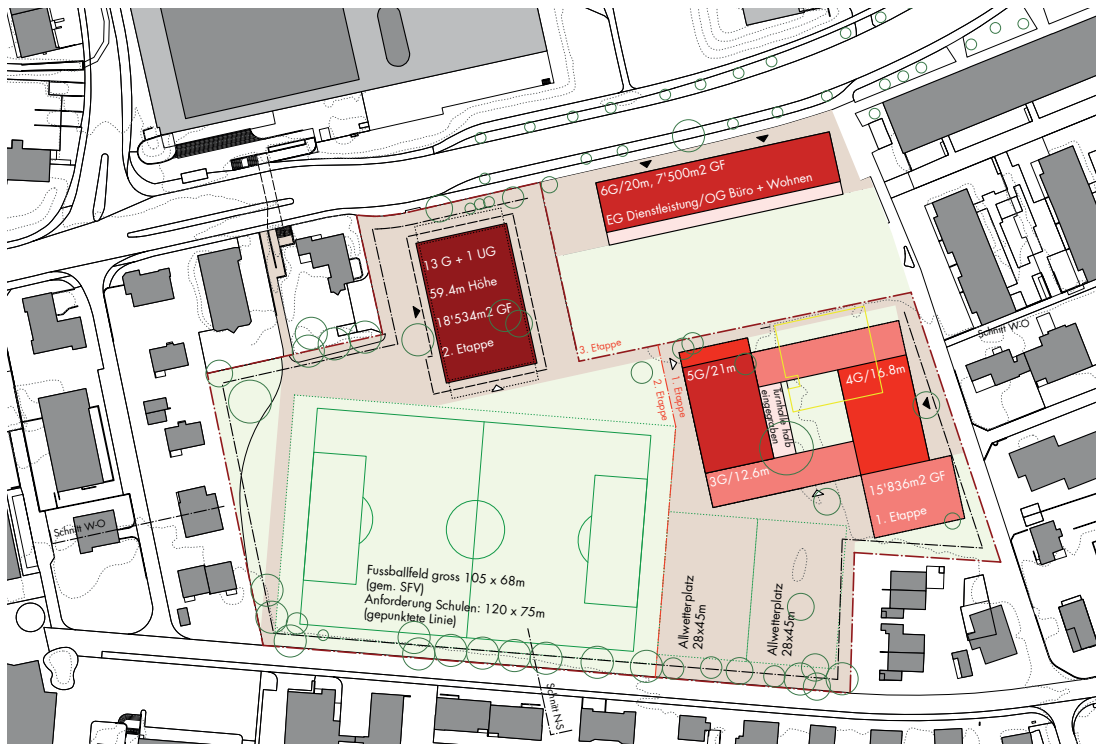 6G/20m, 7'500m2 GF
EG Dienstleistung/OG Büro + Wohnen
13 G + 1 UG
59.4m Höhe
18'534m2 GF
2. Etappe
3. Etappe
1. Etappe
2. Etappe
5G/21m
4G/16.8m
Turnhalle halb
eingegraben
3G/12.6m
15'836m2 GF
1. Etappe
Schnitt W-O
Schnitt W-O
Fussballfeld gross 105 x 68m
(gem. SFV)
Anforderung Schulen: 120 x 75m
(gepunktete Linie)
Allwetterplatz
28x45m
Allwetterplatz
28x45m
Schnitt N-S